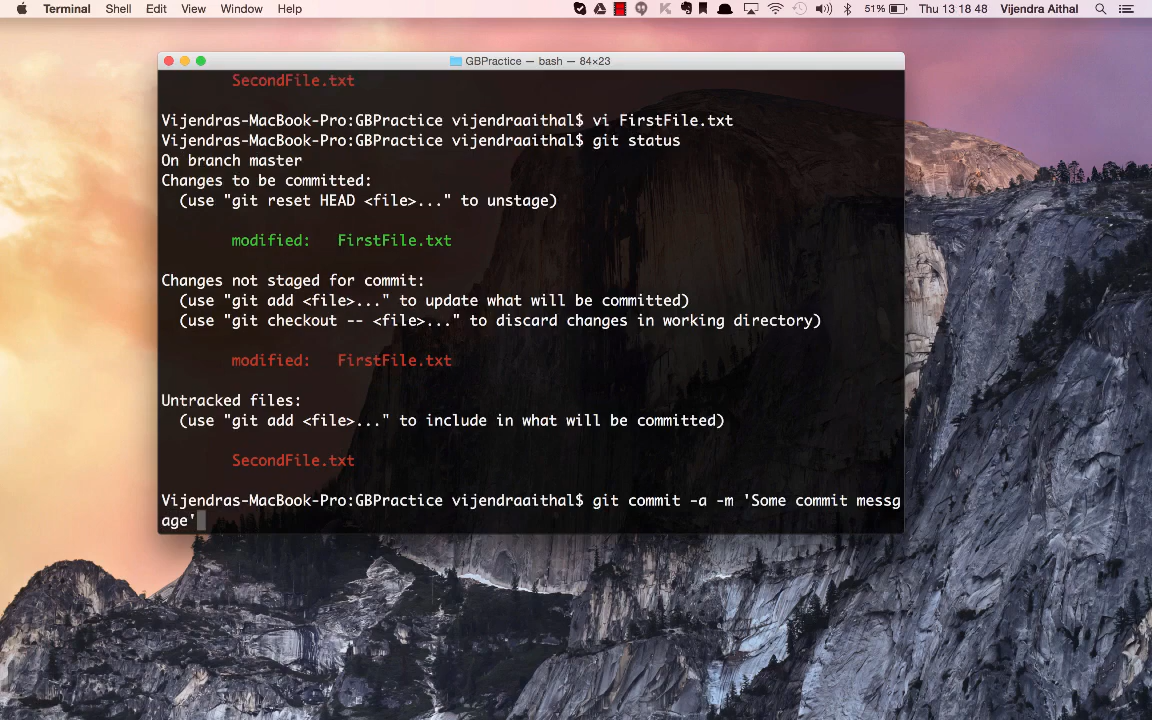 Terminal Shell Edit View Window Help 51% Thu 13 18 48 Vijendra Aithal
GBPractice — bash — 84×23
SecondFile.txt
Vijendras-MacBook-Pro:GBPractice vijendraaithal$ vi FirstFile.txt
Vijendras-MacBook-Pro:GBPractice vijendraaithal$ git status
On branch master
Changes to be committed:
(use "git reset HEAD <file>..." to unstage)
modified: FirstFile.txt
Changes not staged for commit:
(use "git add <file>..." to update what will be committed)
(use "git checkout -- <file>..." to discard changes in working directory)
modified: FirstFile.txt
Untracked files:
(use "git add <file>..." to include in what will be committed)
SecondFile.txt
Vijendras-MacBook-Pro:GBPractice vijendraaithal$ git commit -a -m 'Some commit messg
age'